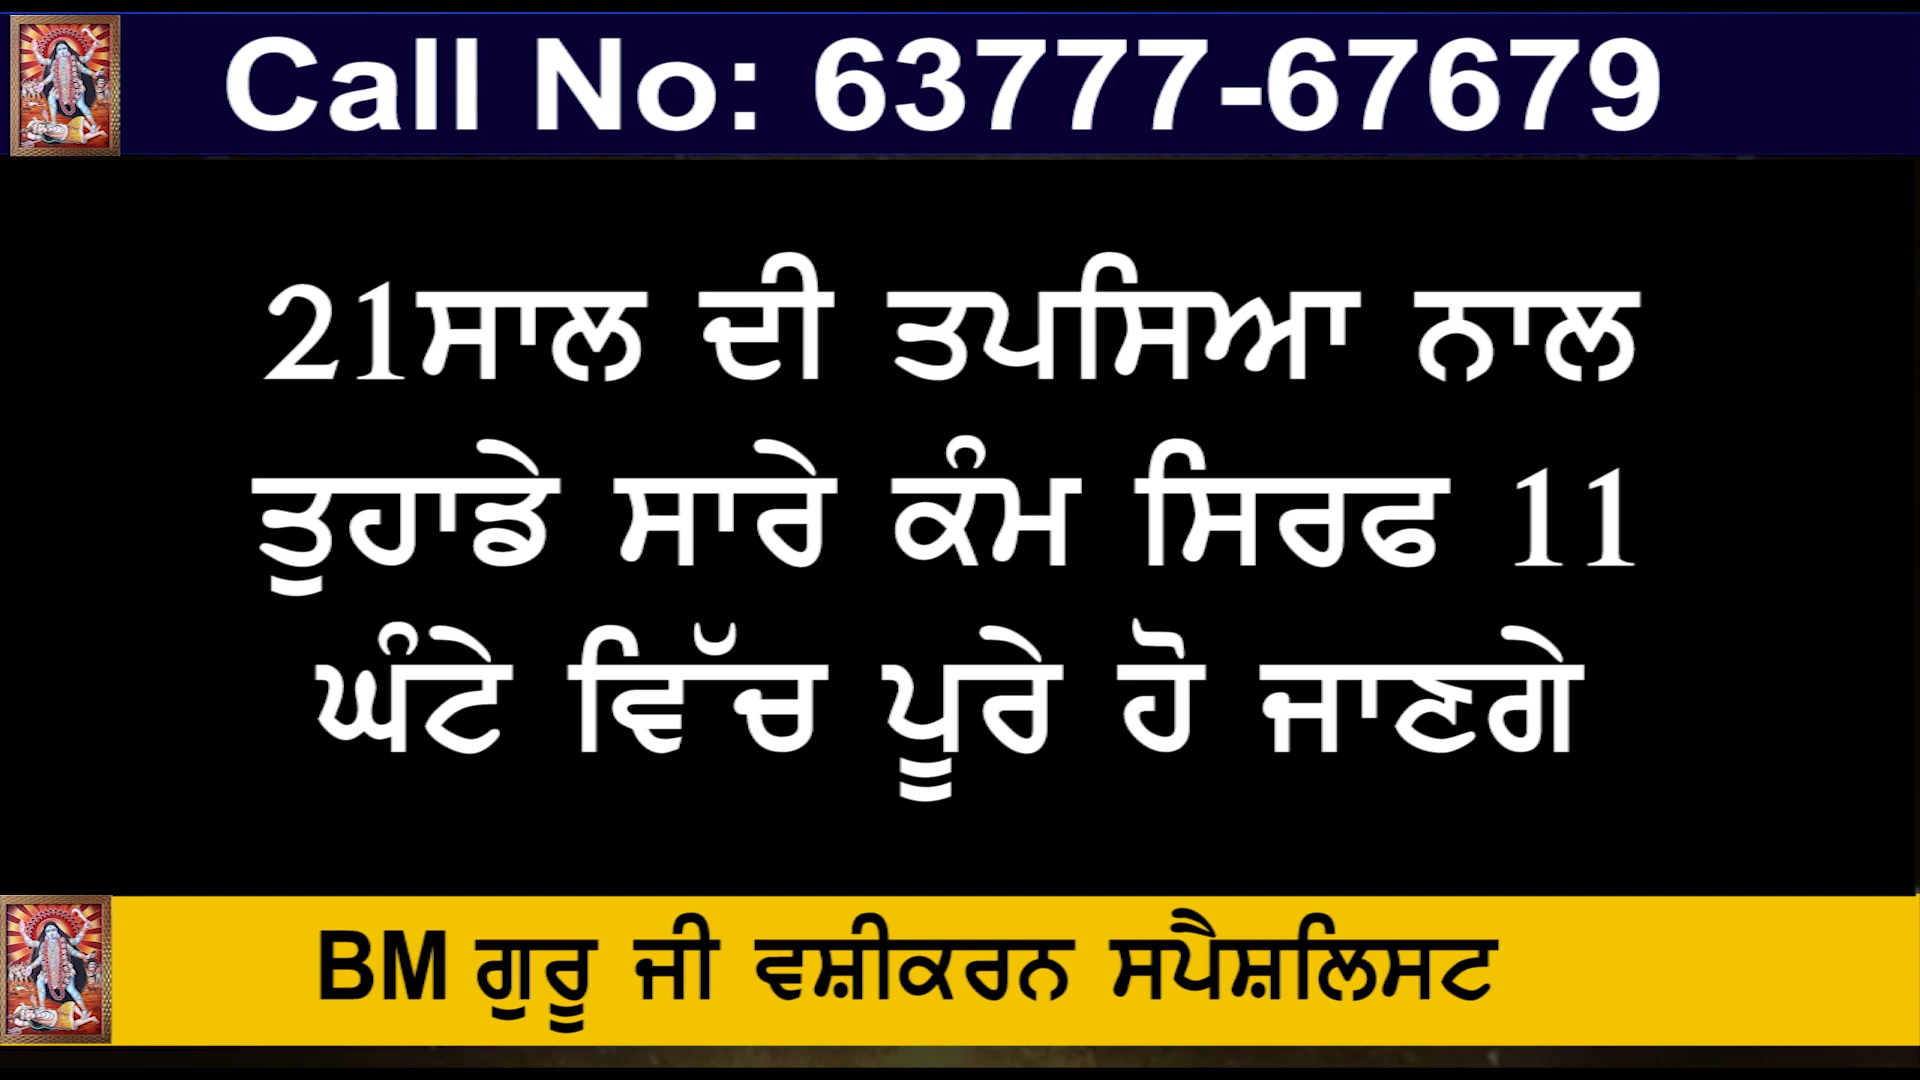 Call No: 63777-67679
21ਸਾਲ ਦੀ ਤਪਸਿਆ ਨਾਲ
ਤੁਹਾਡੇ ਸਾਰੇ ਕੰਮ ਸਿਰਫ 11
ਘੰਟੇ ਵਿੱਚ ਪੂਰੇ ਹੋ ਜਾਣਗੇ
BM ਗੁਰੂ ਜੀ ਵਸ਼ੀਕਰਨ ਸਪੈਸ਼ਲਿਸਟ